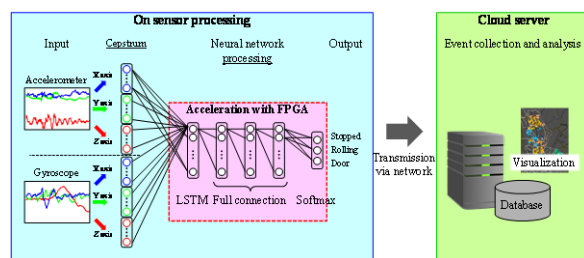 On sensor processing
Input
Cepstrum
Neural network
processing
Output
Accelerometer
X axis
Y axis
Z axis
Acceleration with FPGA
Stopped
Rolling
Door
Gyroscope
X axis
Y axis
Z axis
LSTM
Full connection
Softmax
Transmission
via network
Cloud server
Event collection and analysis
Visualization
Database